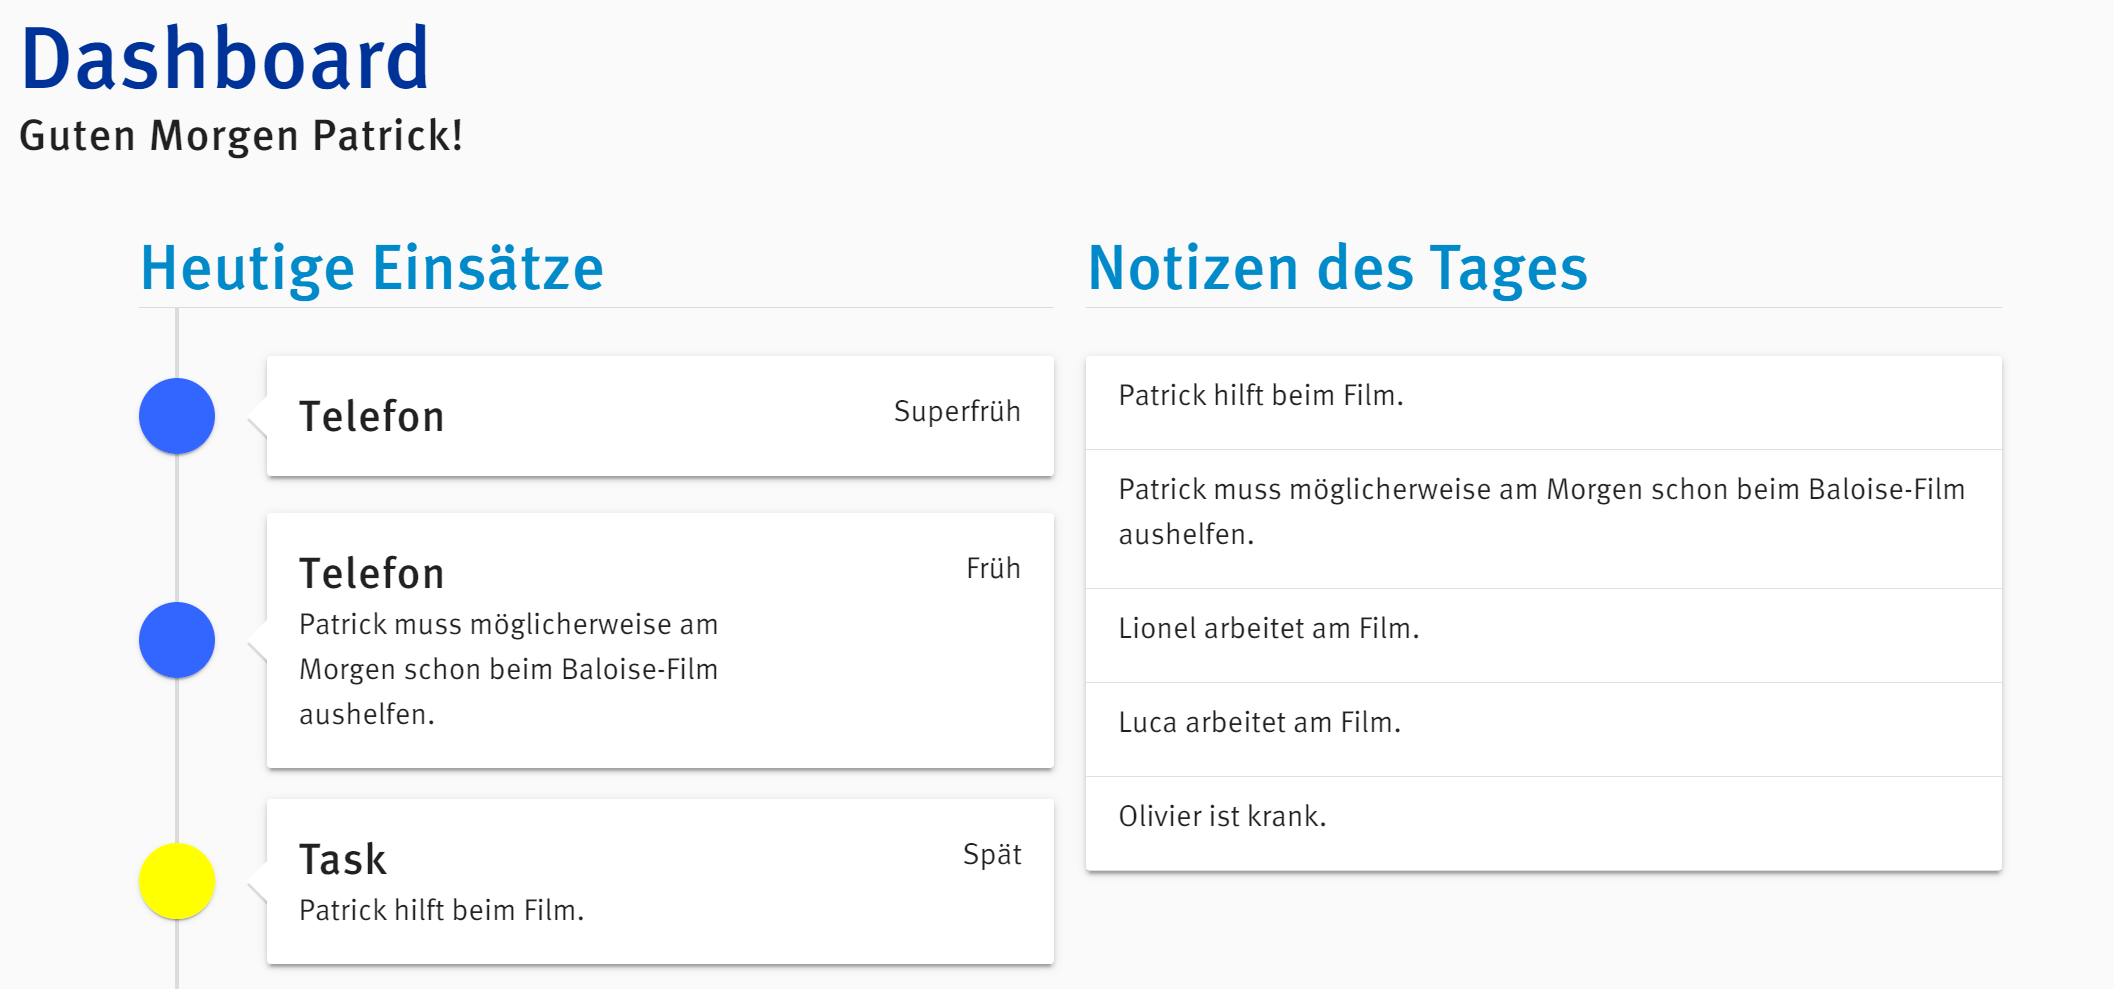 Dashboard
Guten Morgen Patrick!
Heutige Einsätze
Telefon
Superfrüh
Telefon
Früh
Patrick muss möglicherweise am
Morgen schon beim Baloise-Film
aushelfen.
Task
Spät
Patrick hilft beim Film.
Notizen des Tages
Patrick hilft beim Film.
Patrick muss möglicherweise am Morgen schon beim Baloise-Film
aushelfen.
Lionel arbeitet am Film.
Luca arbeitet am Film.
Olivier ist krank.